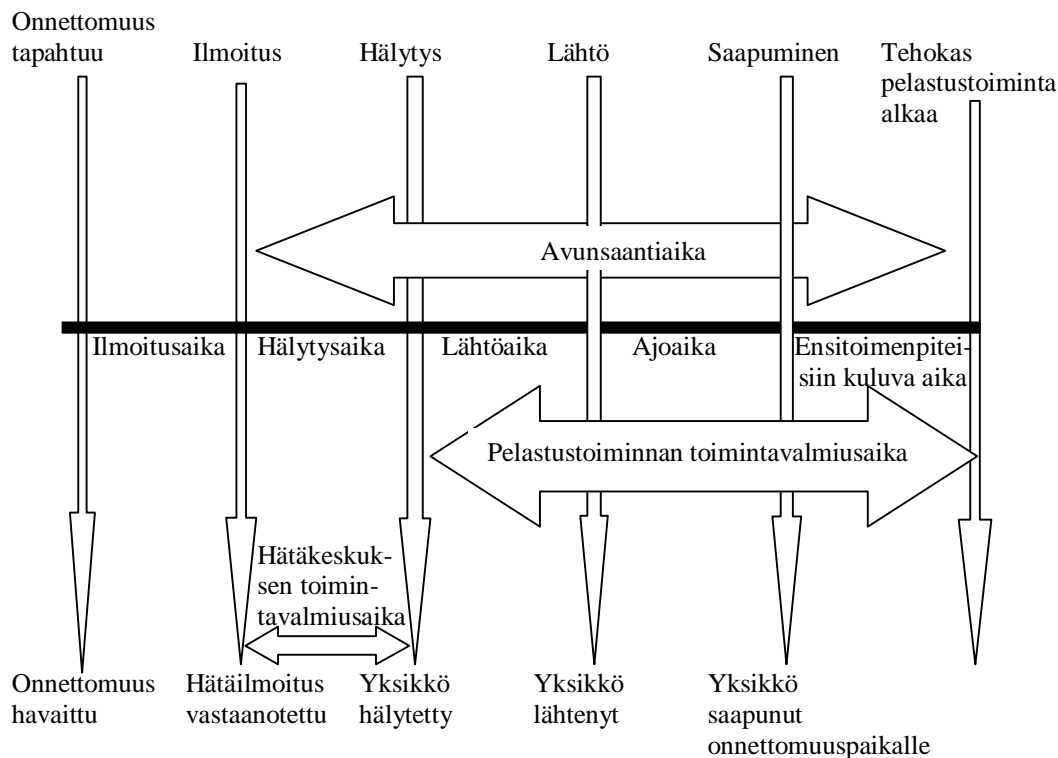 Onnettomuus
tapahtuu
Ilmoitus
Hälytys
Lähtö
Saapuminen
Tehokas
pelastustoiminta
alkaa
Avunsaantiaika
Ilmoitusaika
Hälytysaika
Lähtöaika
Ajoaika
Ensitoimenpitei-
siin kuluva aika
Pelastustoiminnan toimintavalmiusaika
Hätäkeskuk-
sen toimin-
tavalmiusaika
Onnettomuus
havaittu
Hätäilmoitus
vastaanotettu
Yksikkö
hälytetty
Yksikkö
lähtenyt
Yksikkö
saapunut
onnettomuuspaikalle